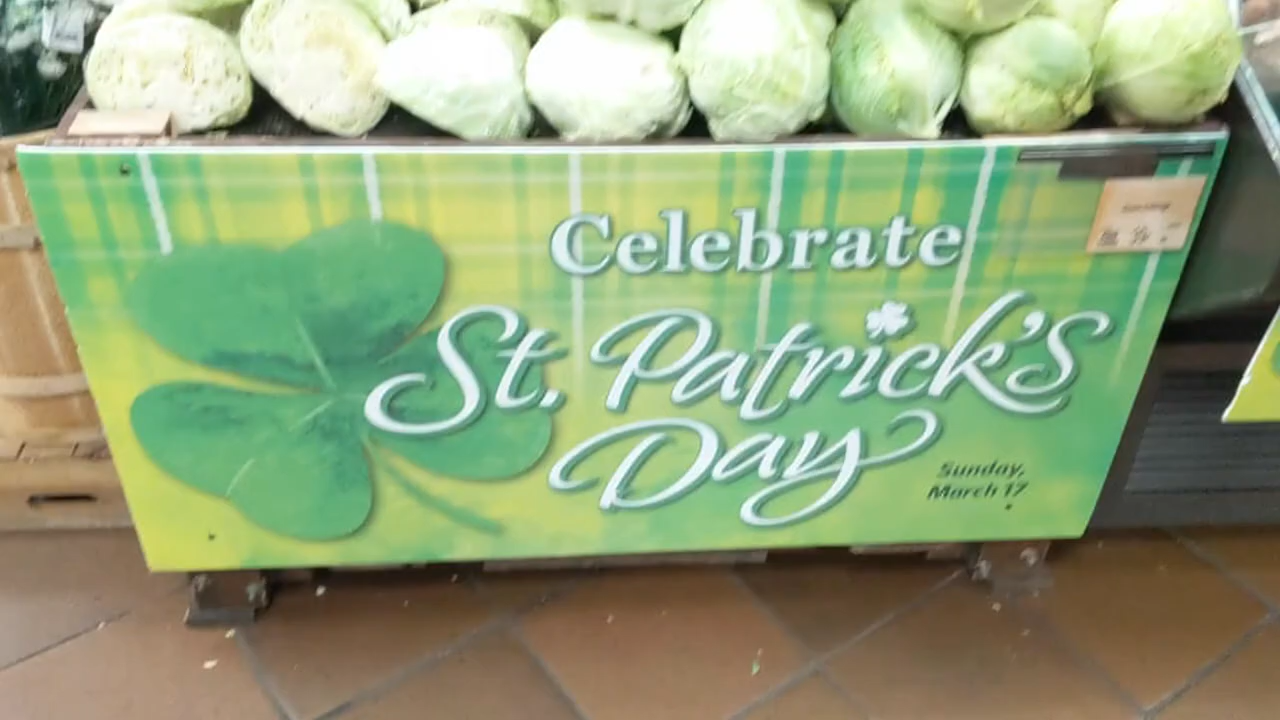 Celebrate
St. Patrick's
Day
Sunday,
March 17